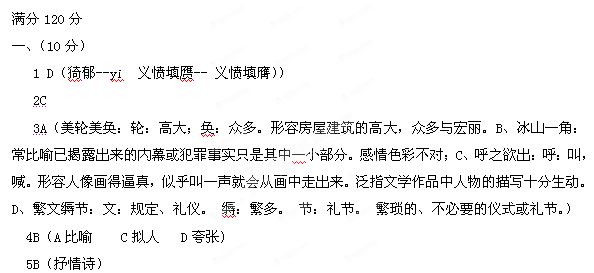 满分 120 分
一、(10 分)
1 D（猗郁--yī 义愤填赝-- 义愤填膺））
2C
3A（美轮美奂：轮：高大；奂：众多。形容房屋建筑的高大，众多与宏丽。B、冰山一角：
常比喻已揭露出来的内幕或犯罪事实只是其中一小部分。感情色彩不对；C、呼之欲出：呼：叫，
喊。形容人像画得逼真，似乎叫一声就会从画中走出来。泛指文学作品中人物的描写十分生动。
D、繁文缛节：文：规定、礼仪。 缛：繁多。 节：礼节。 繁琐的、不必要的仪式或礼节。）
4B（A 比喻 C 拟人 D 夸张）
5B（抒情诗）